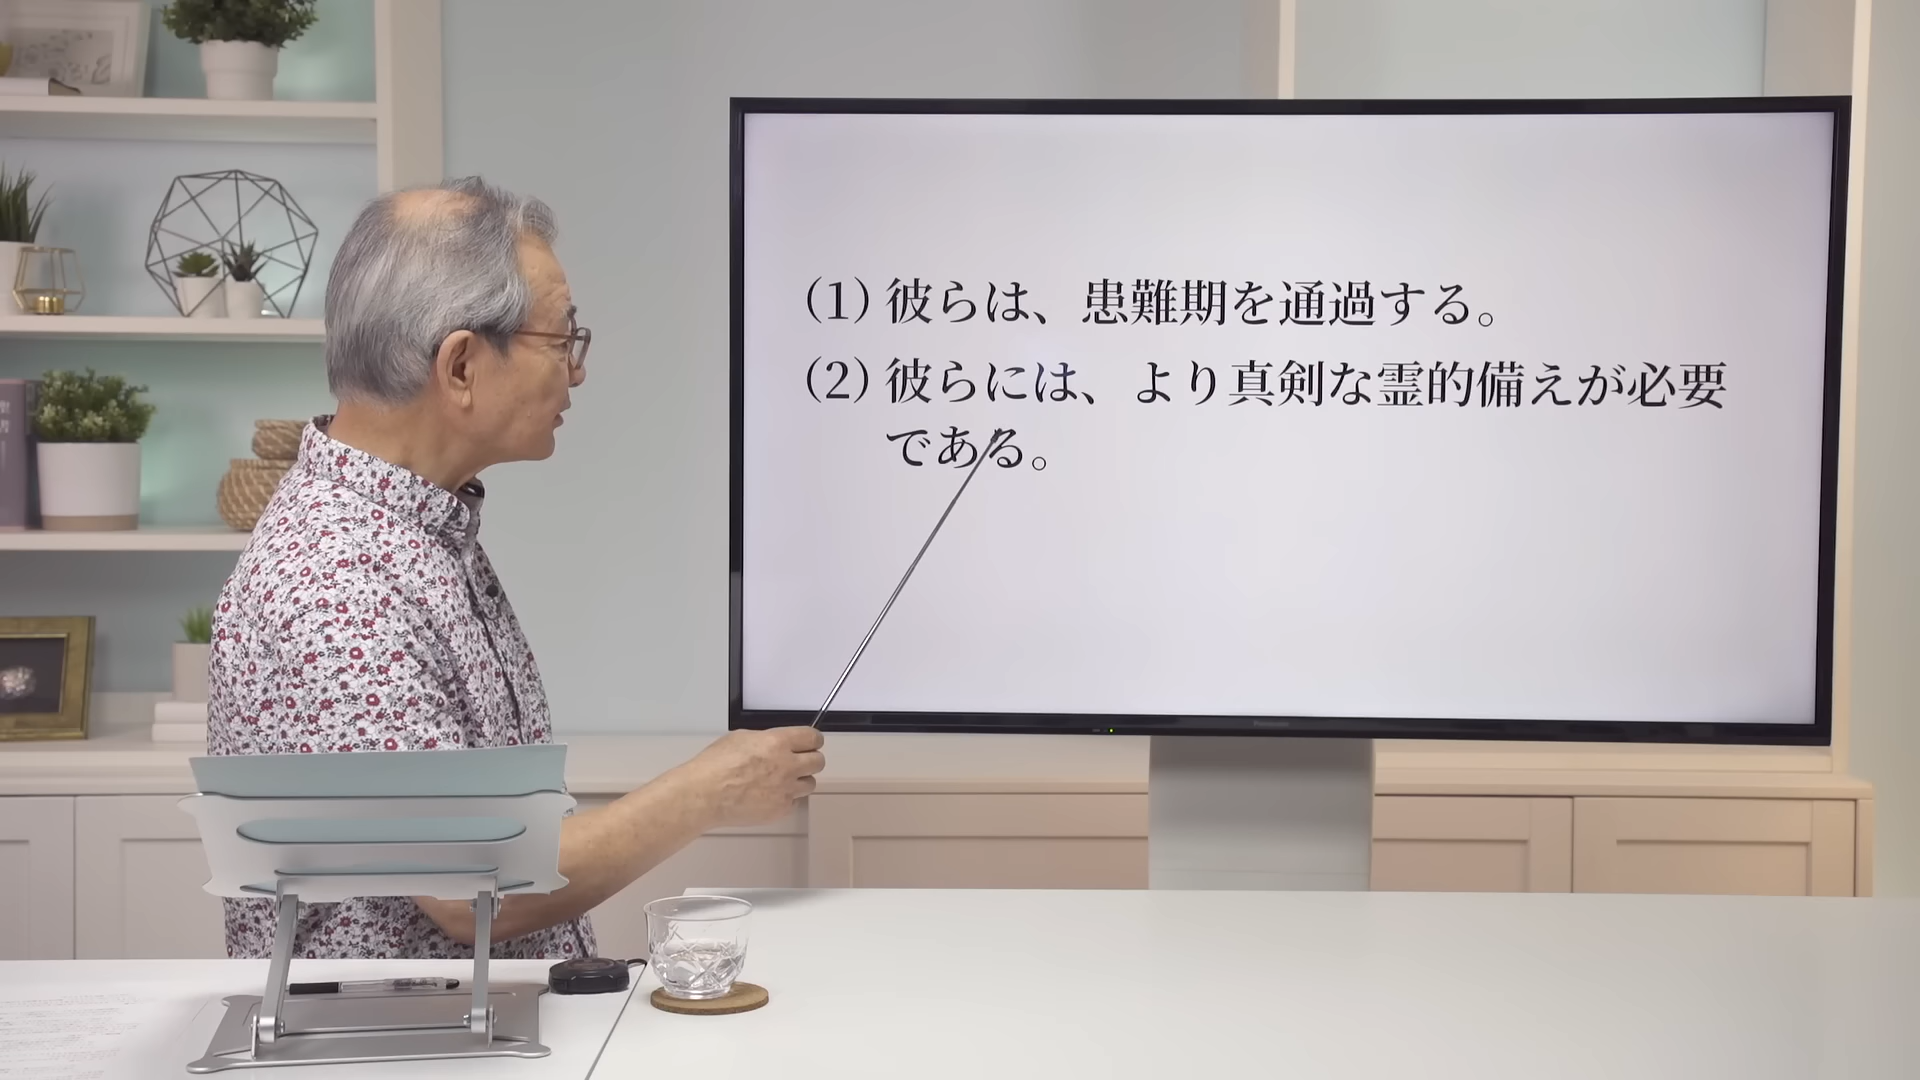 (1) 彼らは、患難期を通過する。
(2) 彼らには、より真剣な霊的備えが必要
である。